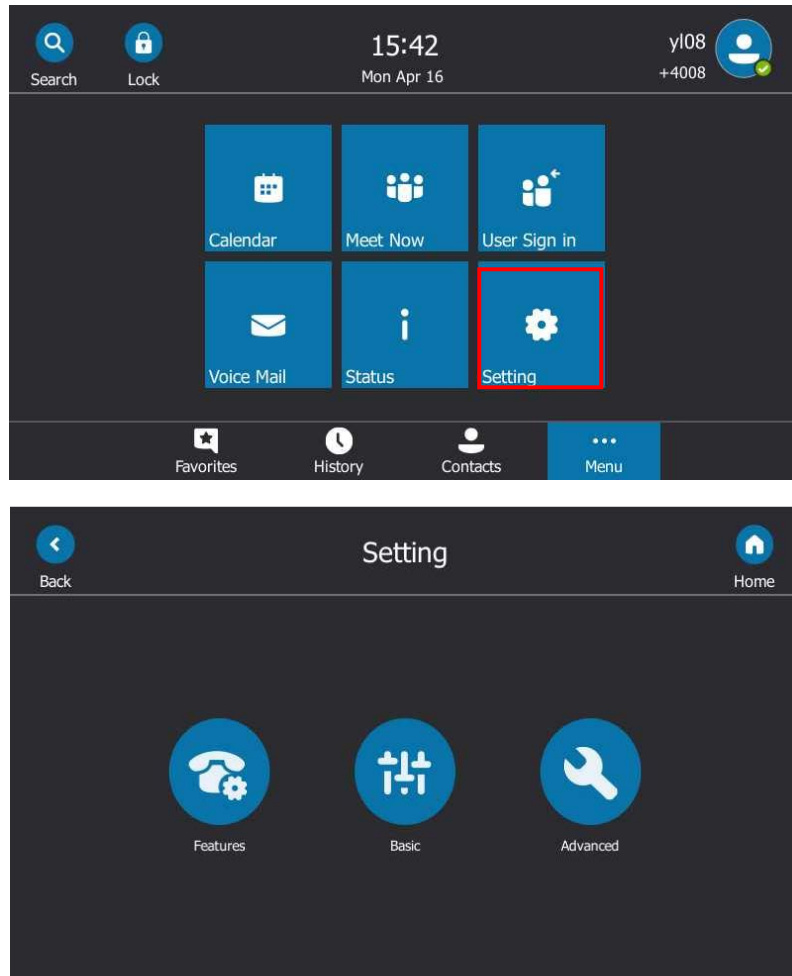 15:42
yl08
Search
Lock
Mon Apr 16
+4008
Calendar
Meet Now
User Sign in
Voice Mail
Status
Setting
Favorites
History
Contacts
Menu
Setting
Back
Home
Features
Basic
Advanced